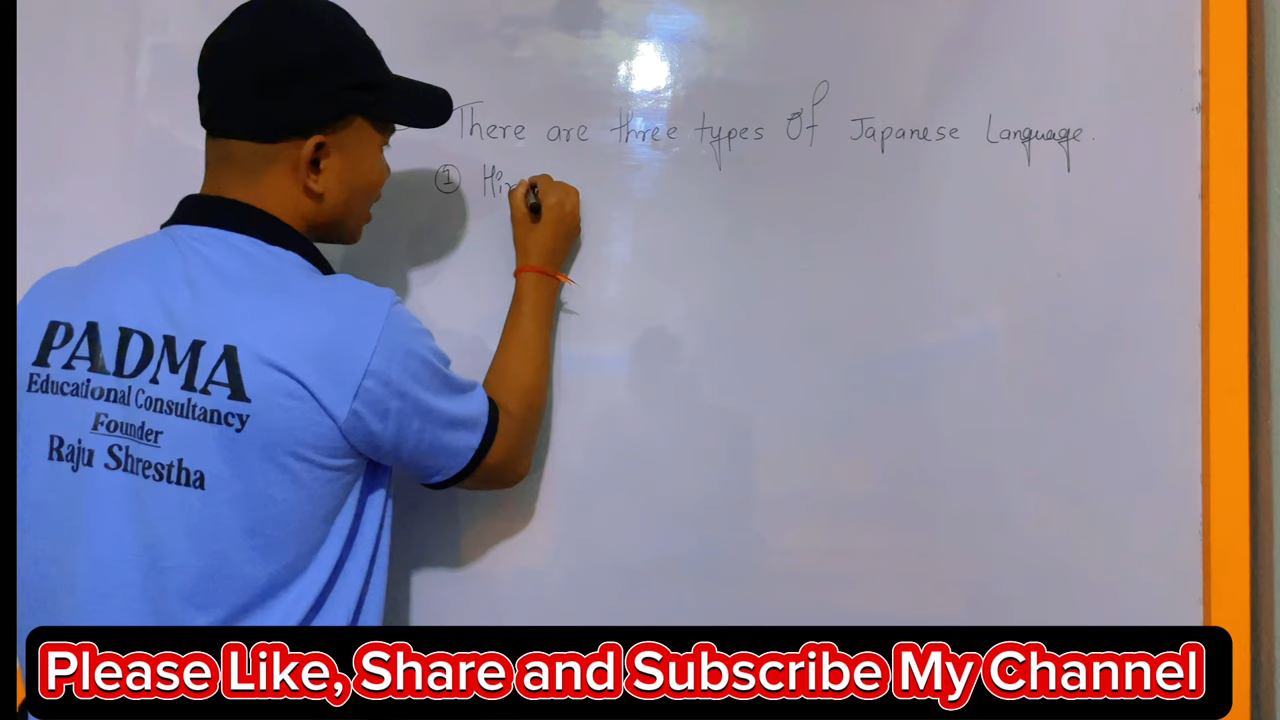 There are three types Of Japanese Language.
① Hir
PADMA
Educational Consultancy
Founder
Raju Shrestha
Please Like, Share and Subscribe My Channel